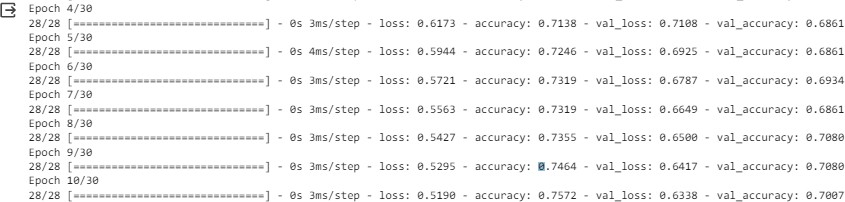 Epoch 4/30
28/28 [==============================] - 0s 3ms/step - loss: 0.6173 - accuracy: 0.7138 - val_loss: 0.7108 - val_accuracy: 0.6861
Epoch 5/30
28/28 [==============================] - 0s 4ms/step - loss: 0.5944 - accuracy: 0.7246 - val_loss: 0.6925 - val_accuracy: 0.6861
Epoch 6/30
28/28 [==============================] - 0s 3ms/step - loss: 0.5721 - accuracy: 0.7319 - val_loss: 0.6787 - val_accuracy: 0.6934
Epoch 7/30
28/28 [==============================] - 0s 3ms/step - loss: 0.5563 - accuracy: 0.7319 - val_loss: 0.6649 - val_accuracy: 0.6861
Epoch 8/30
28/28 [==============================] - 0s 3ms/step - loss: 0.5427 - accuracy: 0.7355 - val_loss: 0.6500 - val_accuracy: 0.7080
Epoch 9/30
28/28 [==============================] - 0s 3ms/step - loss: 0.5295 - accuracy: 0.7464 - val_loss: 0.6417 - val_accuracy: 0.7080
Epoch 10/30
28/28 [==============================] - 0s 3ms/step - loss: 0.5190 - accuracy: 0.7572 - val_loss: 0.6338 - val_accuracy: 0.7007